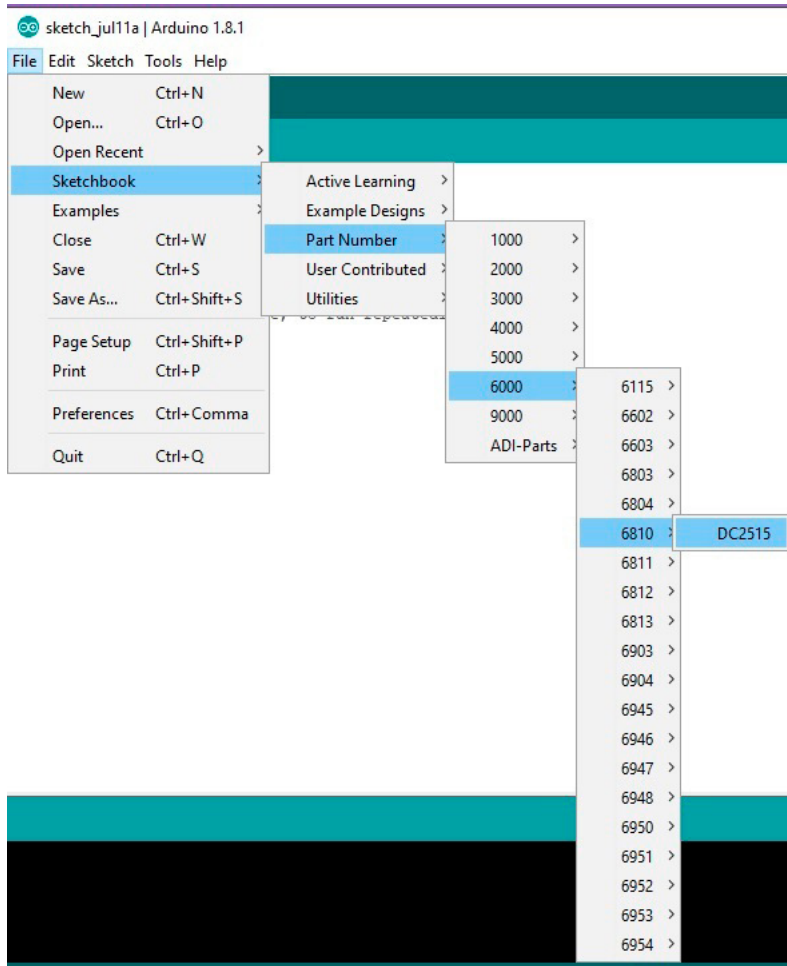 sketch_jul11a | Arduino 1.8.1
File Edit Sketch Tools Help
New Ctrl+N
Open... Ctrl+O
Open Recent >
Sketchbook >
Examples >
Close Ctrl+W
Save Ctrl+S
Save As... Ctrl+Shift+S
Page Setup Ctrl+Shift+P
Print Ctrl+P
Preferences Ctrl+Comma
Quit Ctrl+Q
Active Learning >
Example Designs >
Part Number >
User Contributed >
Utilities >
1000 >
2000 >
3000 >
4000 >
5000 >
6000 >
9000 >
ADI-Parts >
6115 >
6602 >
6603 >
6803 >
6804 >
6810 >
6811 >
6812 >
6813 >
6903 >
6904 >
6945 >
6946 >
6947 >
6948 >
6950 >
6951 >
6952 >
6953 >
6954 >
DC2515